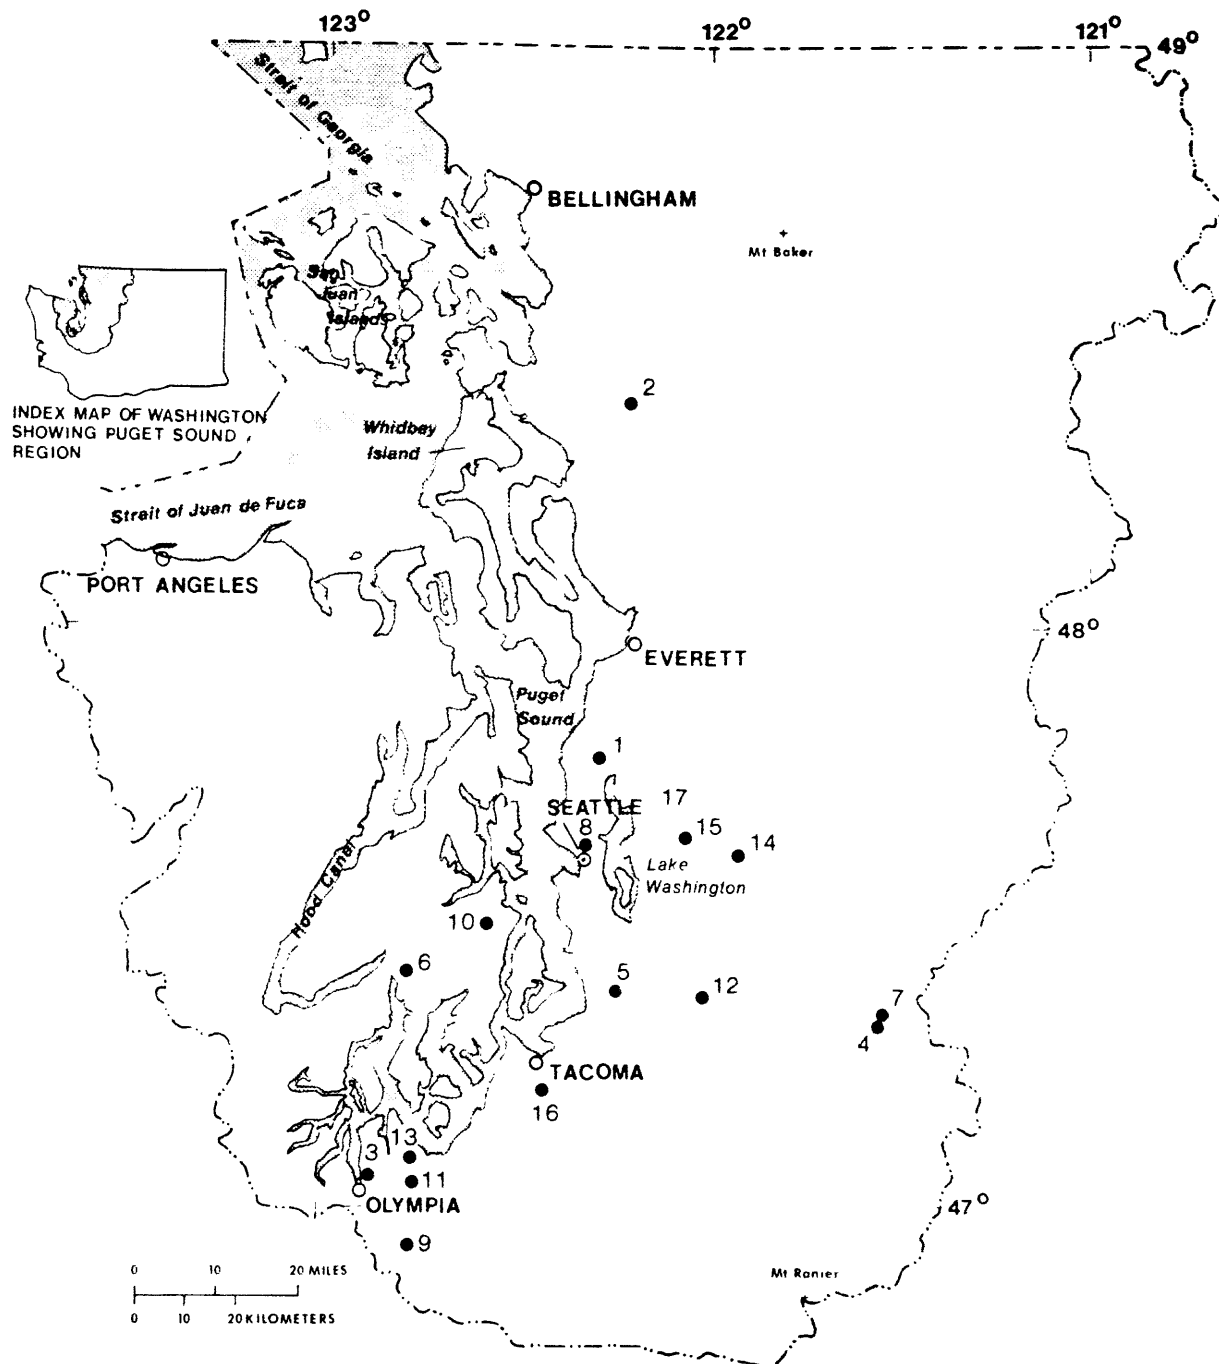 123°
122°
121°
49°
Strait of Georgia
BELLINGHAM
Mt Baker
San
Juan
Islands
INDEX MAP OF WASHINGTON
SHOWING PUGET SOUND
REGION
2
Whidbey
Island
Strait of Juan de Fuca
PORT ANGELES
48°
EVERETT
Puget
Sound
1
SEATTLE
17
8
15
14
Lake
Washington
Hood Canal
10
6
5
12
7
4
TACOMA
16
13
3
11
OLYMPIA
47°
9
0 10 20 MILES
0 10 20 KILOMETERS
Mt Ranier